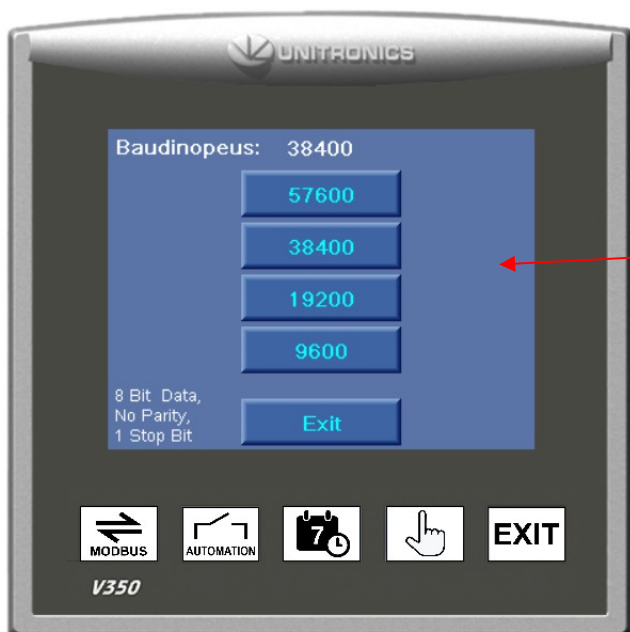 UNITRONICS
Baudinopeus: 38400
57600
38400
19200
9600
8 Bit Data,
No Parity,
1 Stop Bit
Exit
MODBUS
AUTOMATION
7
EXIT
V350